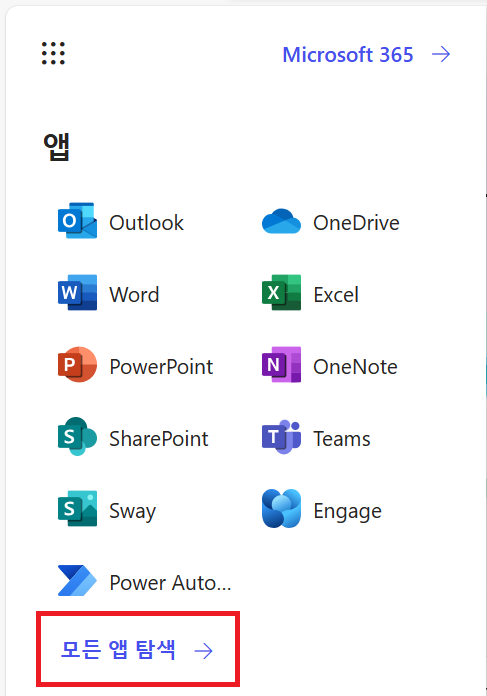 Microsoft 365 →
앱
Outlook
OneDrive
Word
Excel
PowerPoint
OneNote
SharePoint
Teams
Sway
Engage
Power Auto...
모든 앱 탐색 →